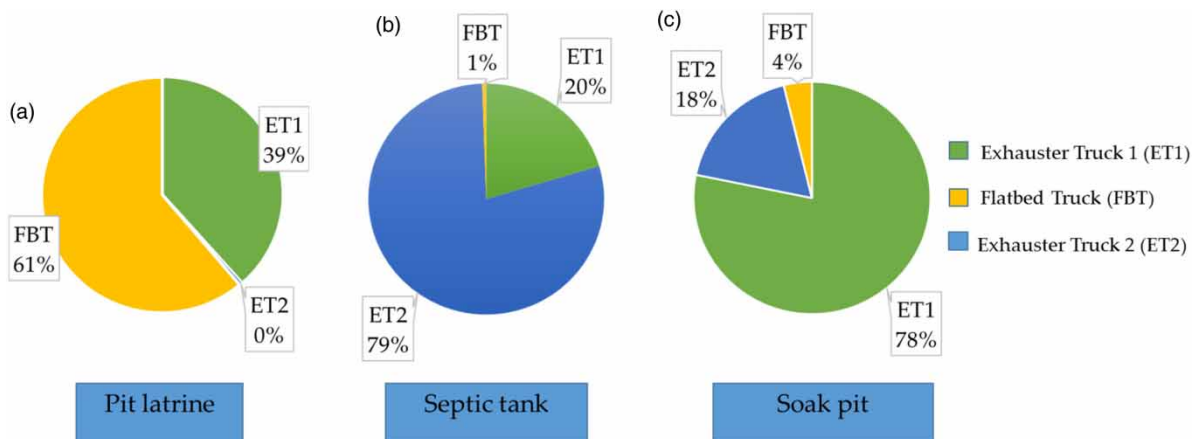 (a)
ET1
39%
FBT
61%
ET2
0%
Pit latrine
(b)
FBT
1%
ET1
20%
ET2
79%
Septic tank
(c)
FBT
4%
ET2
18%
ET1
78%
Soak pit
Exhauster Truck 1 (ET1)
Flatbed Truck (FBT)
Exhauster Truck 2 (ET2)